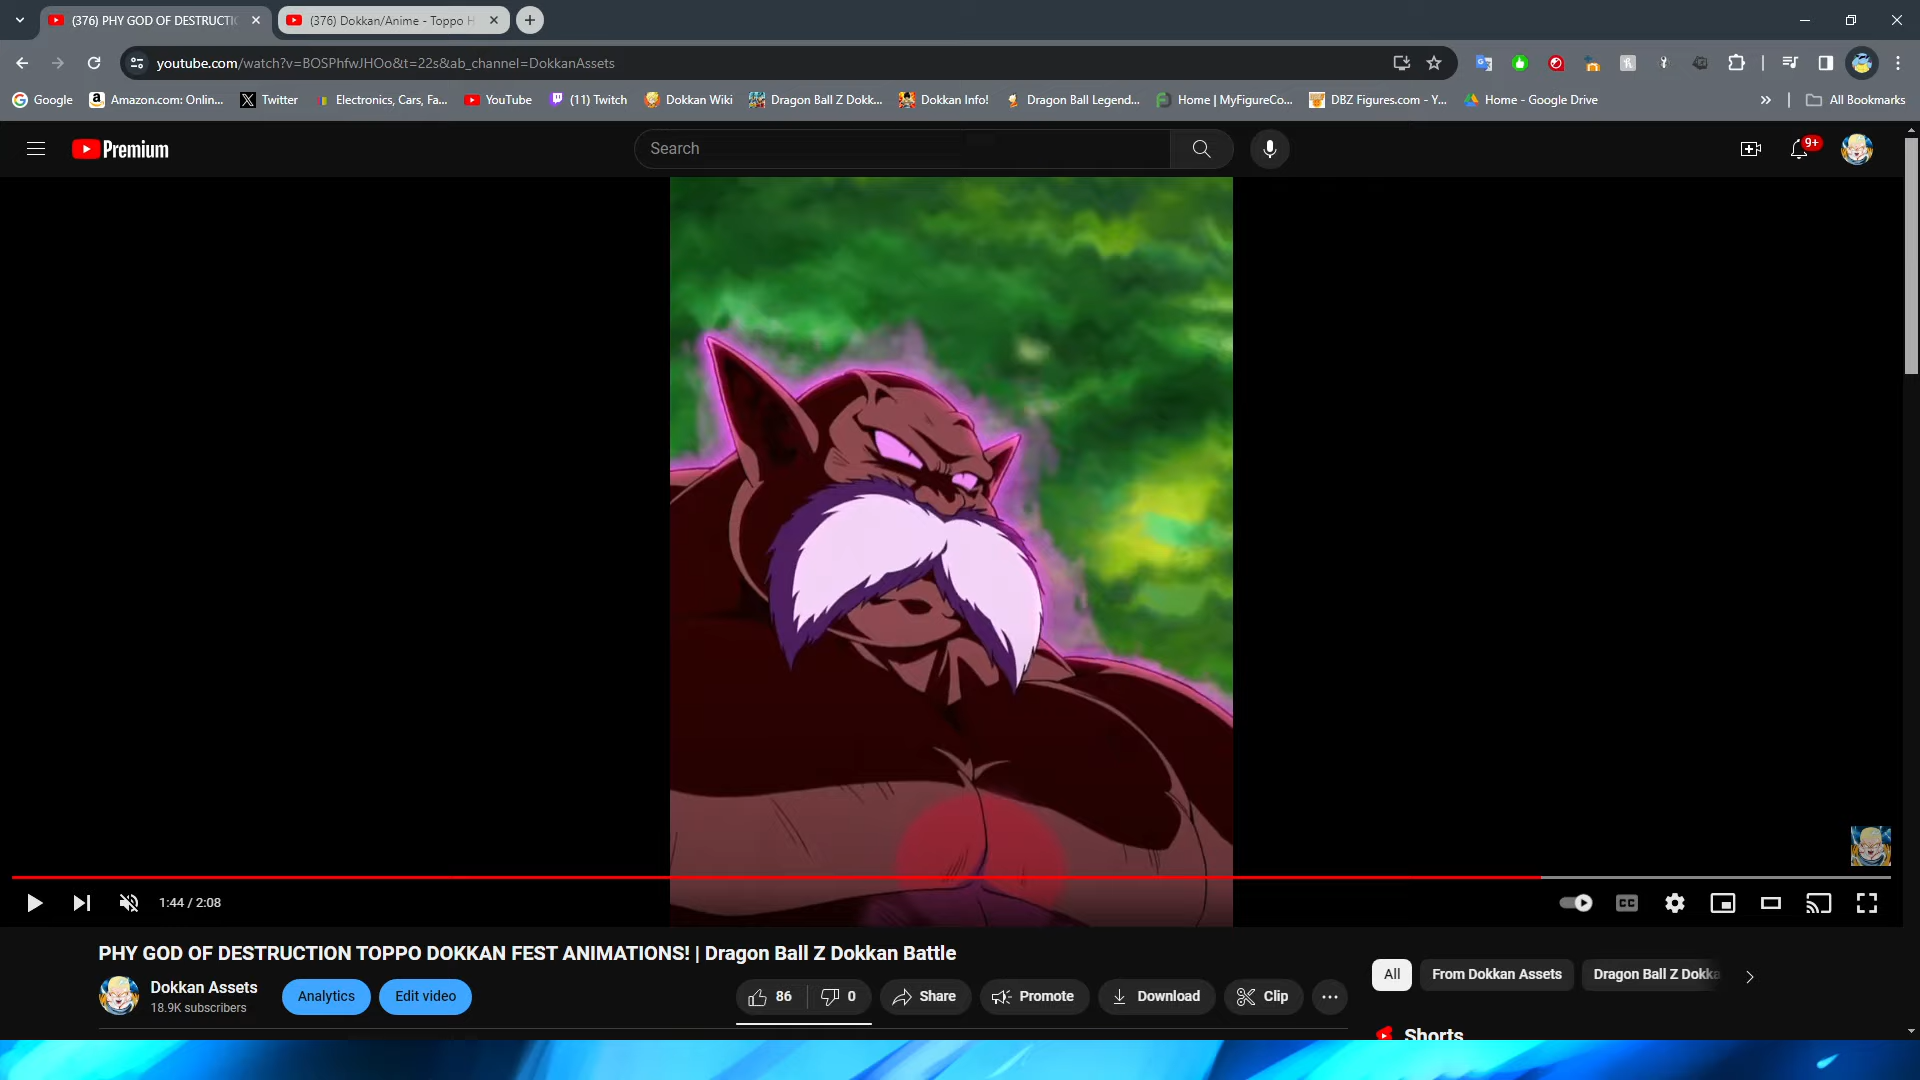 (376) PHY GOD OF DESTRUCTIO
(376) Dokkan/Anime - Toppo H
youtube.com/watch?v=BOSPhfwJHOo&t=22s&ab_channel=DokkanAssets
Google
Amazon.com: Onlin...
Twitter
Electronics, Cars, Fa...
YouTube
(11) Twitch
Dokkan Wiki
Dragon Ball Z Dokk...
Dokkan Info!
Dragon Ball Legend...
Home | MyFigureCo...
DBZ Figures.com - Y...
Home - Google Drive
All Bookmarks
Premium
Search
9+
1:44 / 2:08
CC
PHY GOD OF DESTRUCTION TOPPO DOKKAN FEST ANIMATIONS! | Dragon Ball Z Dokkan Battle
Dokkan Assets
18.9K subscribers
Analytics
Edit video
86
0
Share
Promote
Download
Clip
All
From Dokkan Assets
Dragon Ball Z Dokka
Shorts